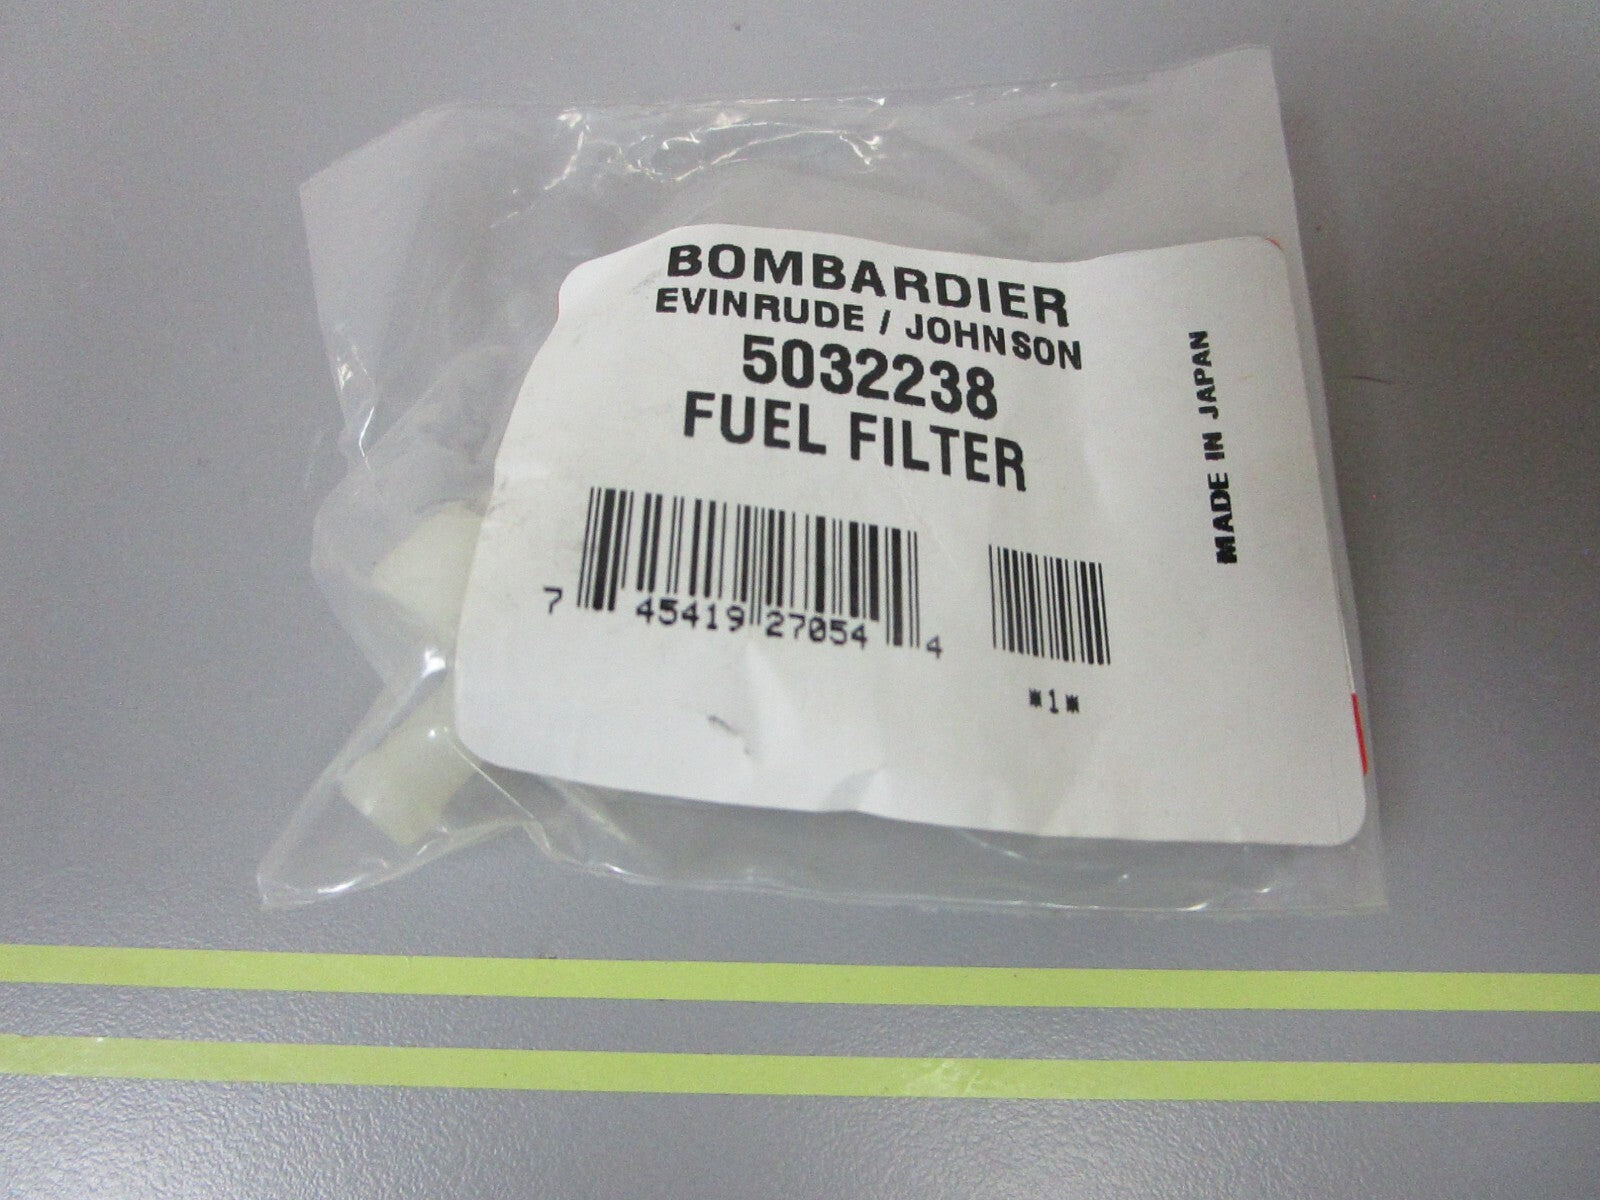 BOMBARDIER
EVINRUDE / JOHNSON
5032238
FUEL FILTER
MADE IN JAPAN
7 45419 27054 4
*1*